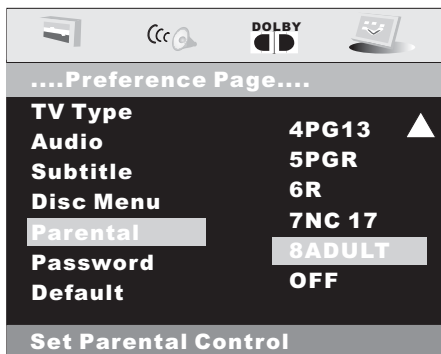 DOLBY
....Preference Page....
TV Type
Audio
Subtitle
Disc Menu
Parental
Password
Default
4PG13
5PGR
6R
7NC 17
8ADULT
OFF
Set Parental Control